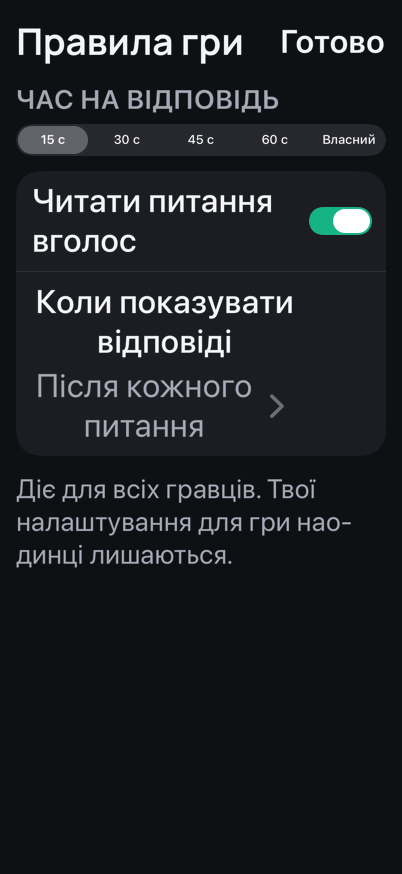 Правила гри
Готово
ЧАС НА ВІДПОВІДЬ
15 с
30 с
45 с
60 с
Власний
Читати питання
вголос
Коли показувати
відповіді
Після кожного
питання
Діє для всіх гравців. Твої
налаштування для гри нао-
динці лишаються.